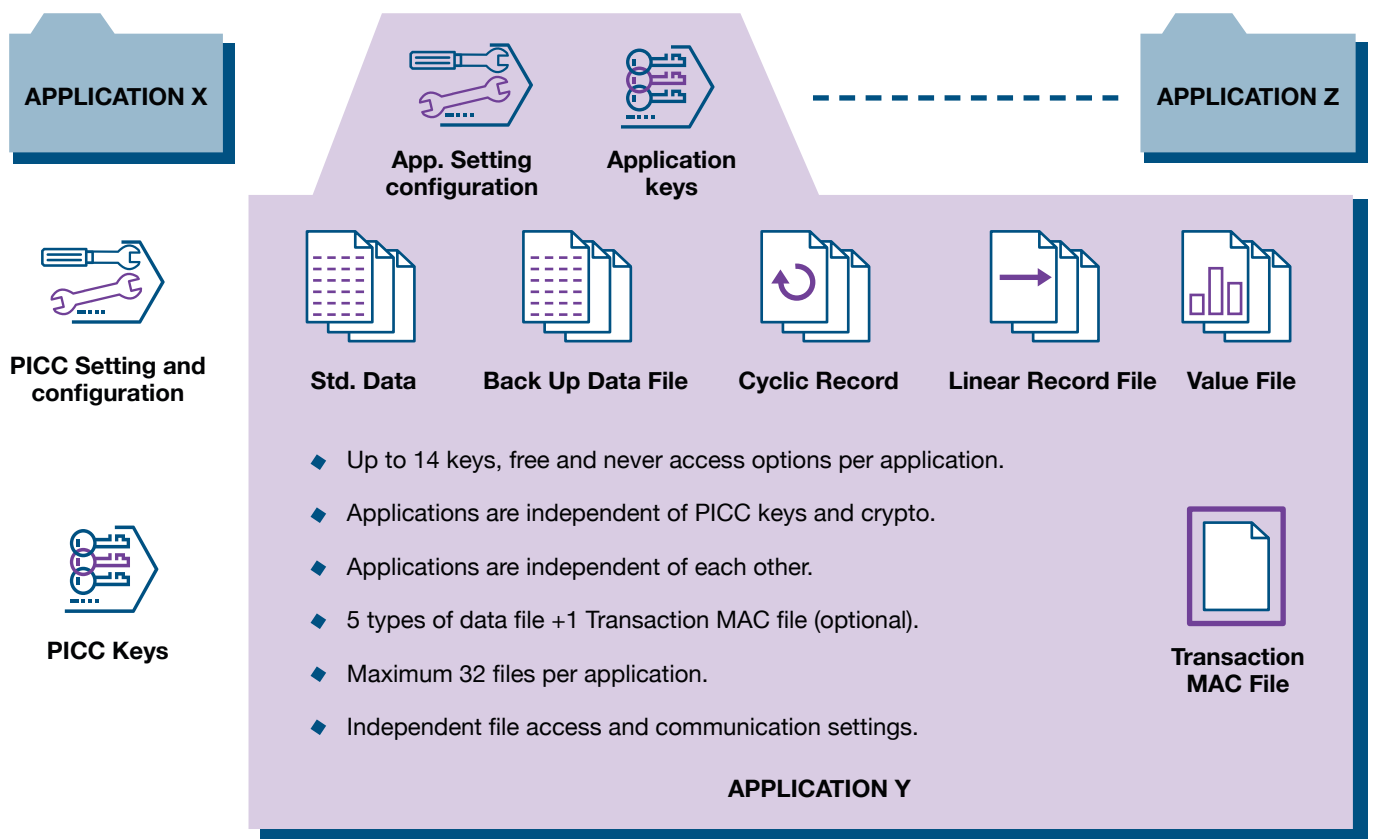 APPLICATION X
App. Setting
configuration
Application
keys
APPLICATION Z
PICC Setting and
configuration
Std. Data
Back Up Data File
Cyclic Record
Linear Record File
Value File
◆ Up to 14 keys, free and never access options per application.
◆ Applications are independent of PICC keys and crypto.
◆ Applications are independent of each other.
◆ 5 types of data file +1 Transaction MAC file (optional).
◆ Maximum 32 files per application.
◆ Independent file access and communication settings.
PICC Keys
Transaction
MAC File
APPLICATION Y